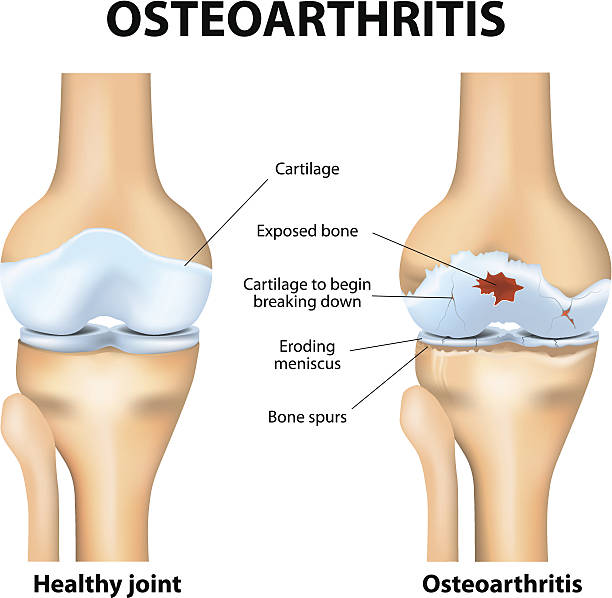 OSTEOARTHRITIS
Cartilage
Exposed bone
Cartilage to begin
breaking down
Eroding
meniscus
Bone spurs
Healthy joint
Osteoarthritis